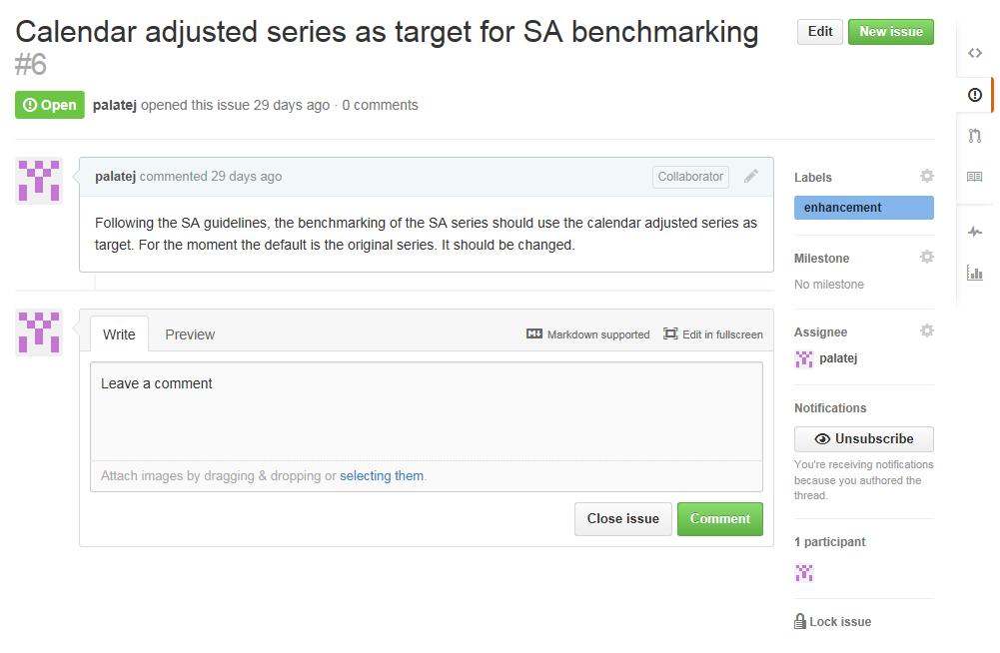 Calendar adjusted series as target for SA benchmarking
#6
Edit
New issue
Open
palatej opened this issue 29 days ago · 0 comments
palatej commented 29 days ago
Collaborator
Following the SA guidelines, the benchmarking of the SA series should use the calendar adjusted series as
target. For the moment the default is the original series. It should be changed.
Write
Preview
Markdown supported
Edit in fullscreen
Leave a comment
Attach images by dragging & dropping or selecting them.
Close issue
Comment
Labels
enhancement
Milestone
No milestone
Assignee
palatej
Notifications
Unsubscribe
You're receiving notifications
because you authored the
thread.
1 participant
Lock issue